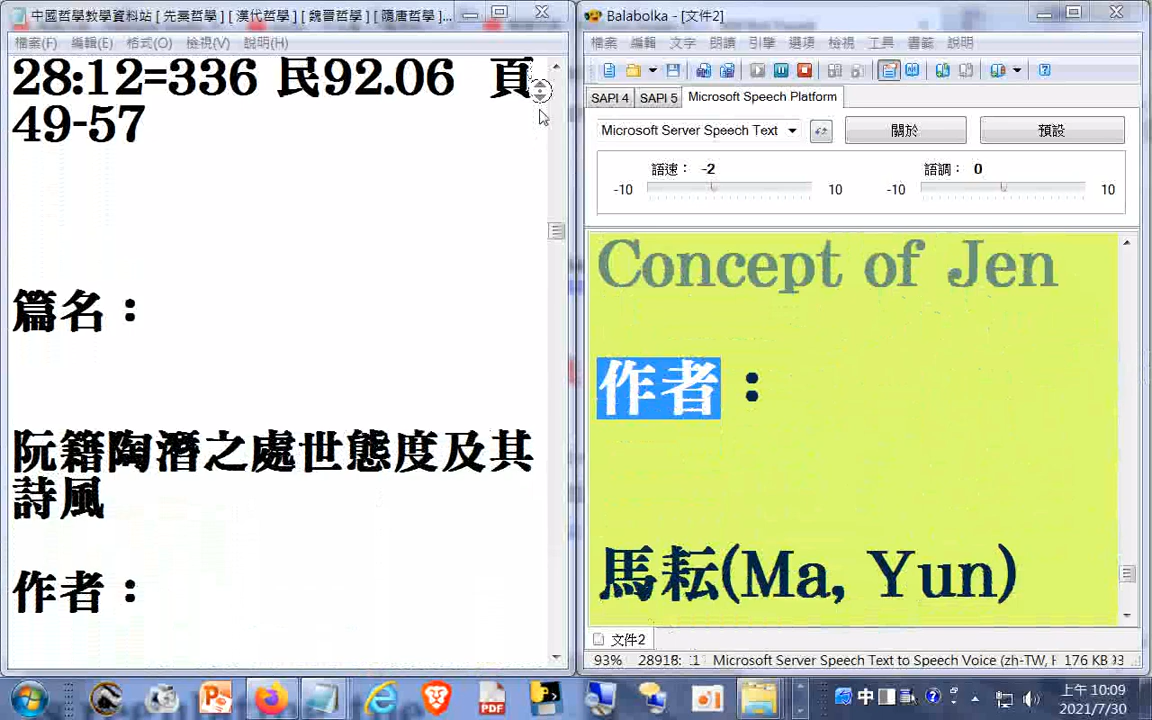 中國哲學教學資料站 [ 先秦哲學 ] [ 漢代哲學 ] [ 魏晉哲學 ] [ 隋唐哲學 ]...
檔案(F) 編輯(E) 格式(O) 檢視(V) 說明(H)
28:12=336 民92.06 頁
49-57
篇名：
阮籍陶潛之處世態度及其
詩風
作者：
Balabolka - [文件2]
檔案 編輯 文字 朗讀 引擎 選項 檢視 工具 書籤 說明
SAPI 4 SAPI 5 Microsoft Speech Platform
Microsoft Server Speech Text 關於 預設
語速： -2 語調： 0
-10 10 -10 10
Concept of Jen
作者：
馬耘(Ma, Yun)
文件2
93% 28918: Microsoft Server Speech Text to Speech Voice (zh-TW, 176 KB
中
上午 10:09
2021/7/30